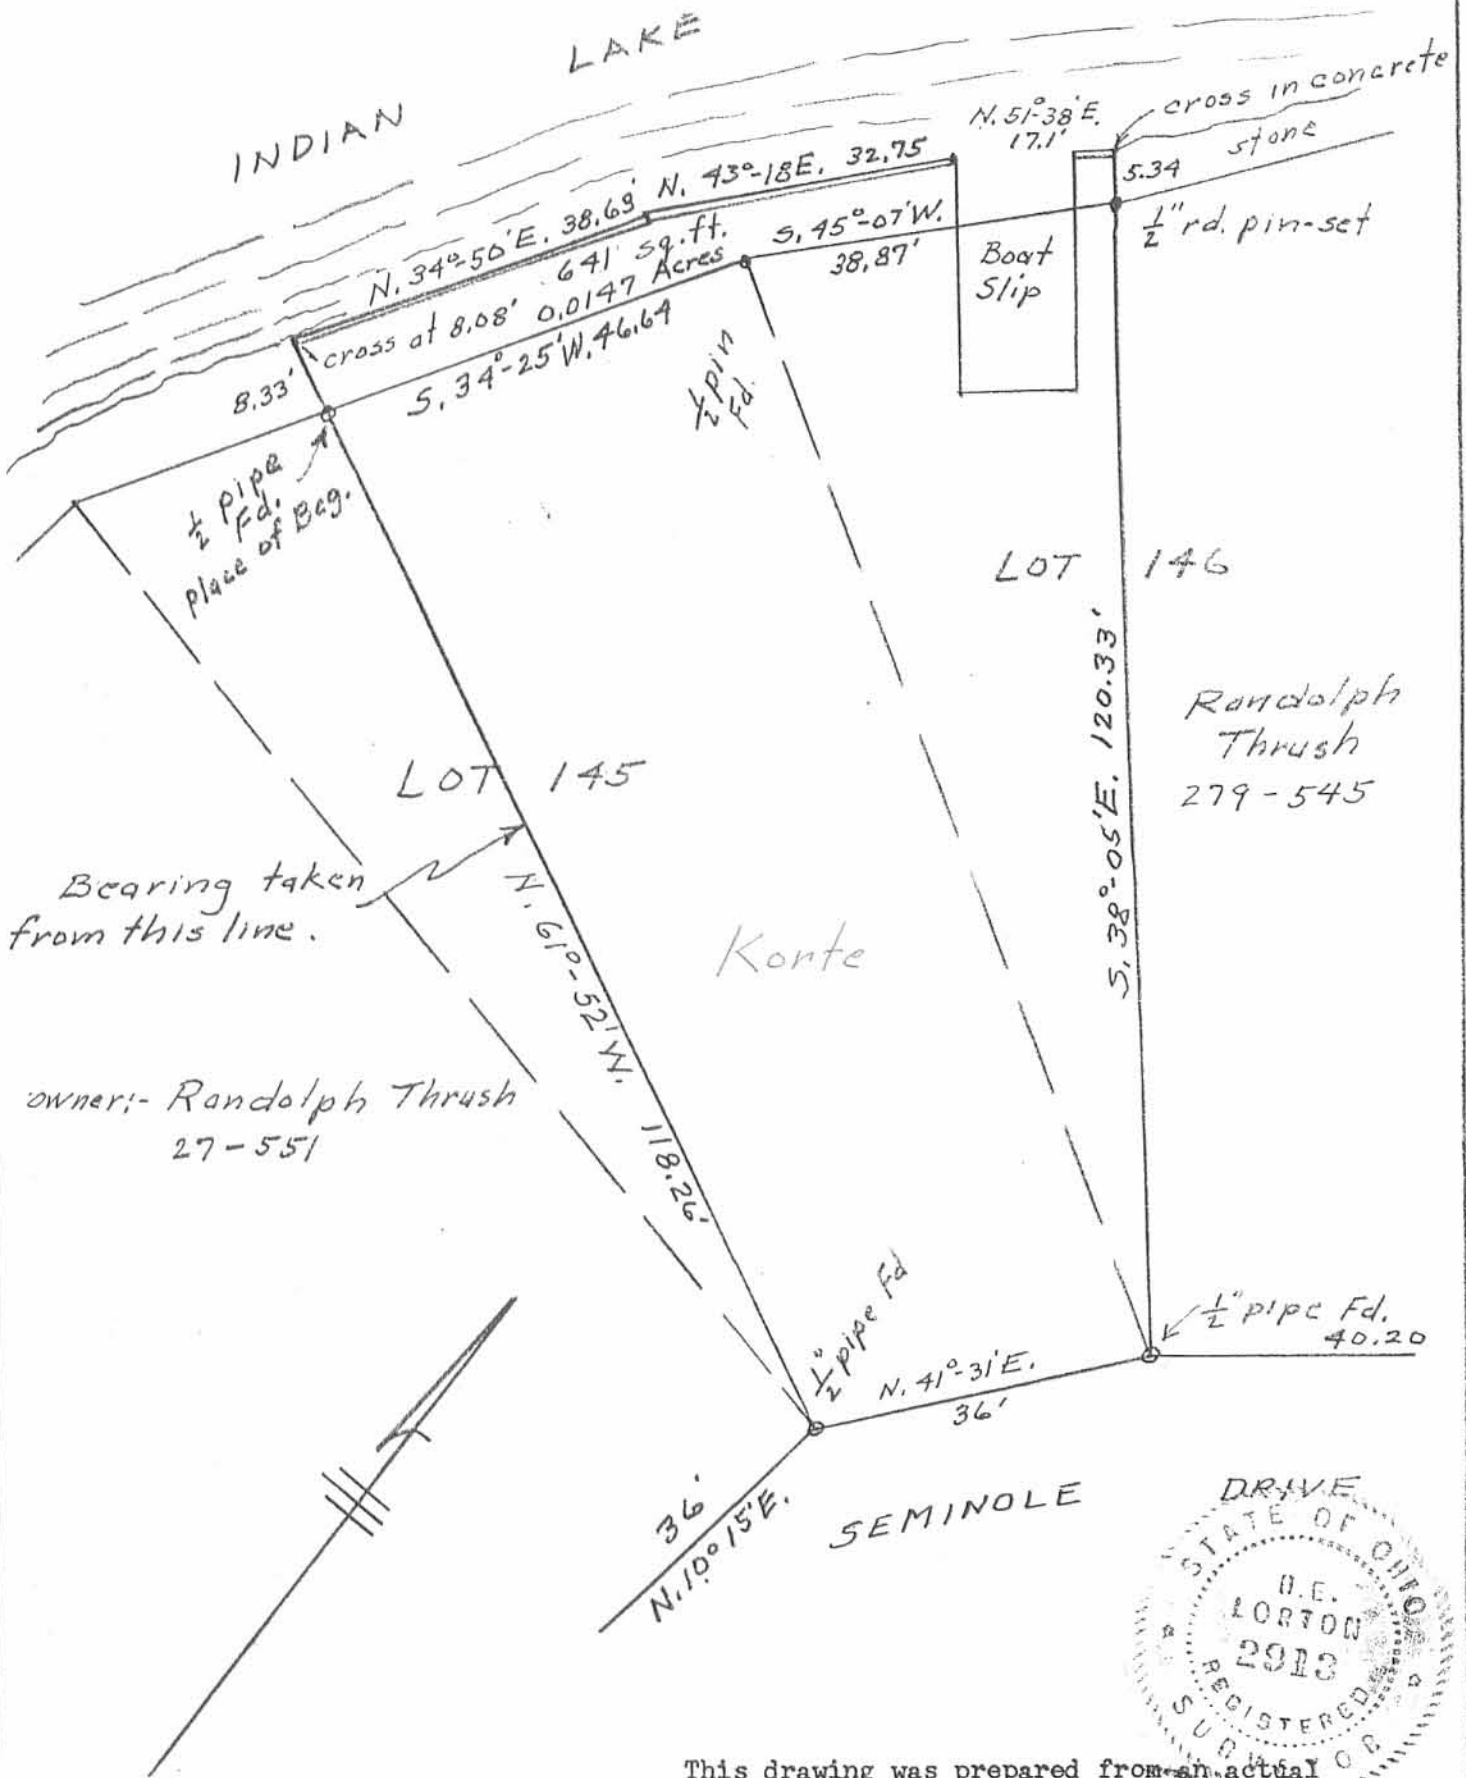 INDIAN LAKE
N. 51°-38'E.
17.1'
cross in concrete
stone
5.34
1/2" rd. pin-set
N. 34°-50'E. 38.63'
N. 43°-18E. 32.75
641 sq.ft.
0.0147 Acres
S. 45°-07'W.
38.87'
Boat
Slip
cross at 8.08'
8.33'
S. 34°-25'W. 46.64
1/2 pin
Fd.
1/2 pipe
Fd.
place of Beg.
LOT 146
S. 38°-05'E. 120.33'
Randolph
Thrush
279-545
LOT 145
Bearing taken
from this line.
N. 61°-52'W. 118.26'
Konte
owner:- Randolph Thrush
27-551
1/2" pipe Fd
1/2" pipe Fd.
40.20
N. 41°-31'E.
36'
36'
N. 10° 15'E.
SEMINOLE DRIVE
STATE OF OHIO
LORTON
2913
REGISTERED
SURVEYOR
This drawing was prepared from an actual